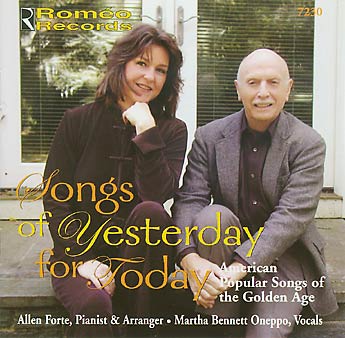 Roméo
Records
7220
Songs
of Yesterday
for Today
American
Popular Songs of
the Golden Age
Allen Forte, Pianist & Arranger • Martha Bennett Oneppo, Vocals